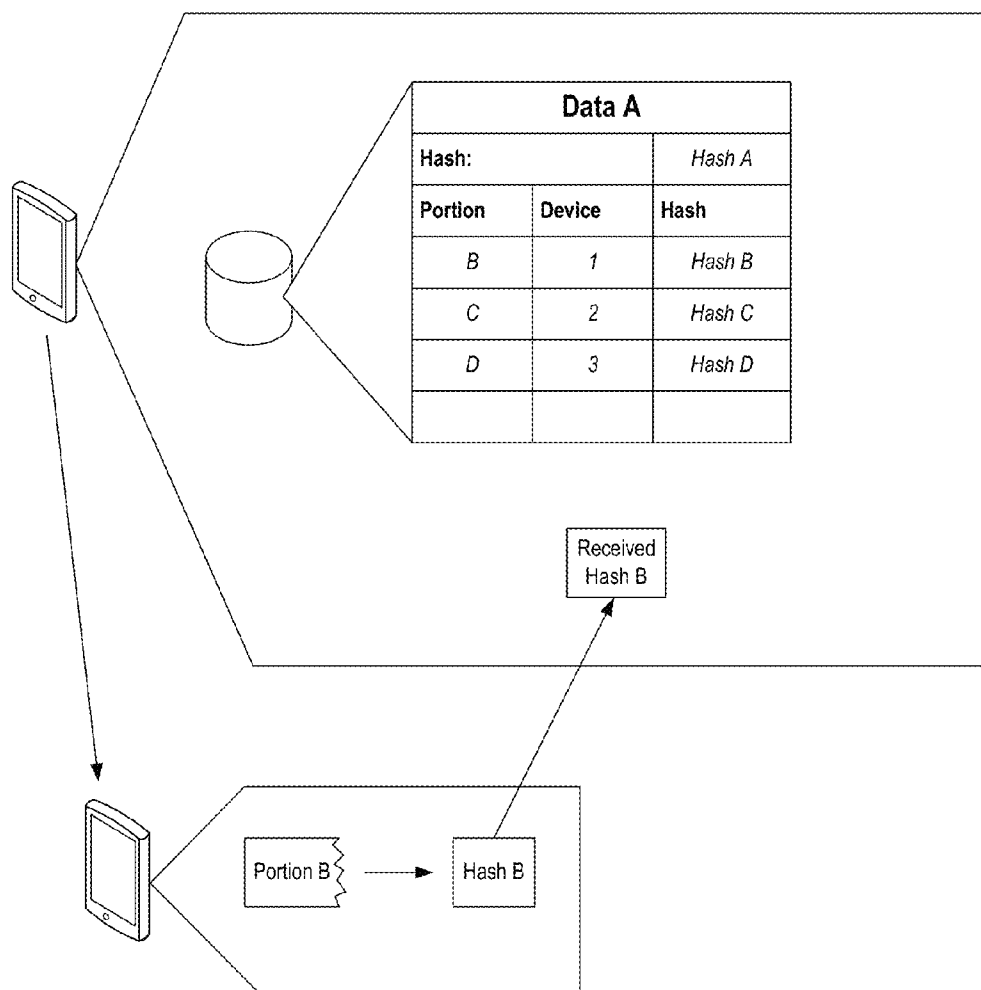 Data A
Hash: Hash A
Portion Device Hash
B 1 Hash B
C 2 Hash C
D 3 Hash D
Received
Hash B
Portion B Hash B